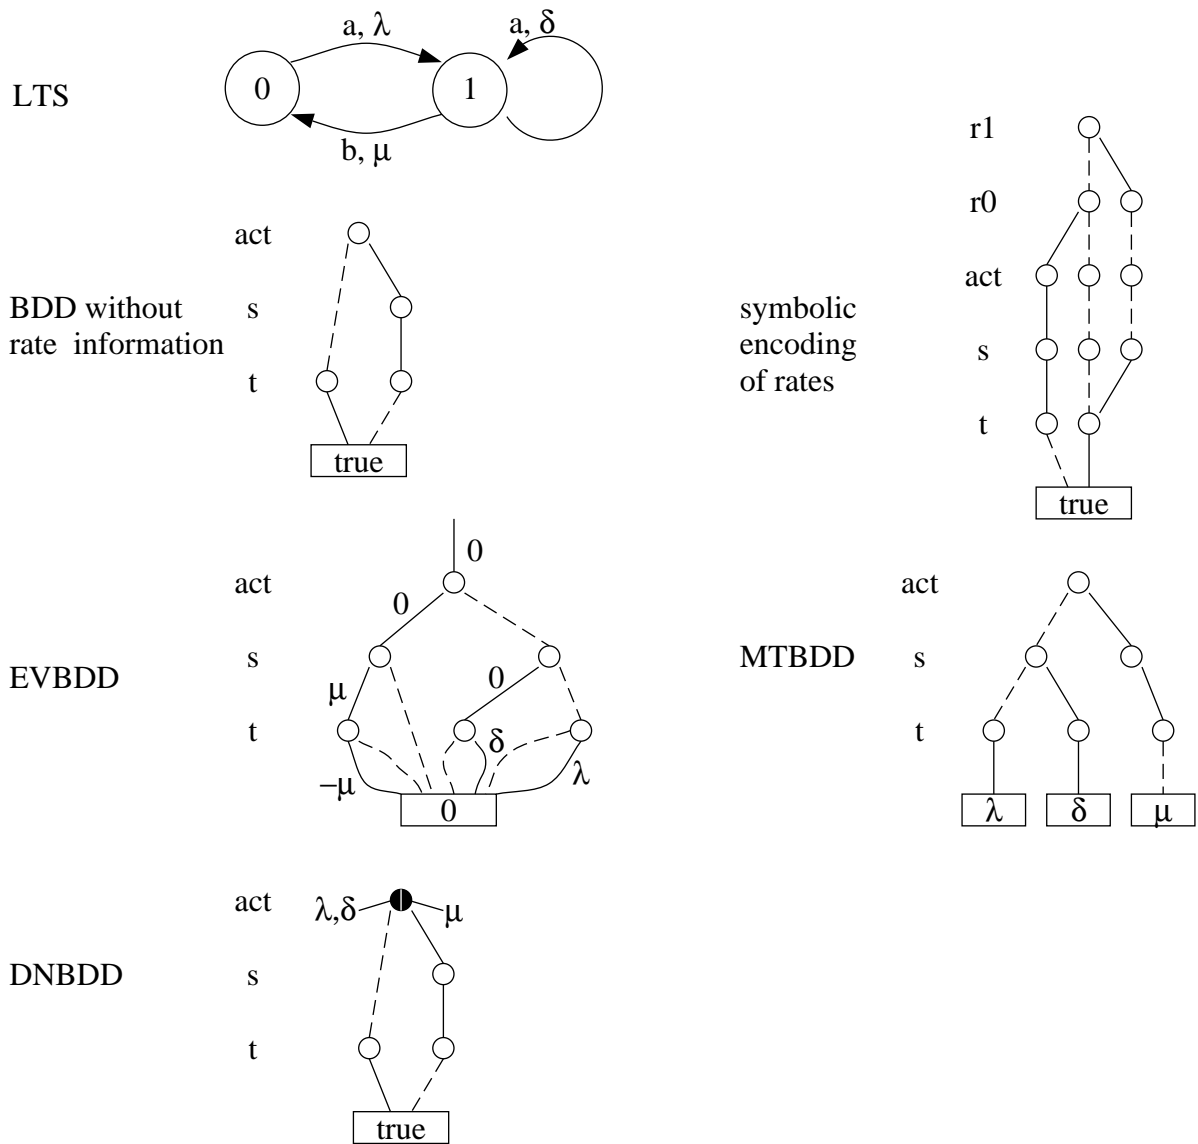 LTS
a, λ
a, δ
0
1
b, μ
BDD without
rate information
act
s
t
true
symbolic
encoding
of rates
r1
r0
act
s
t
true
EVBDD
act
s
t
0
0
0
μ
δ
–μ
λ
0
MTBDD
act
s
t
λ
δ
μ
DNBDD
act
s
t
λ,δ
μ
true